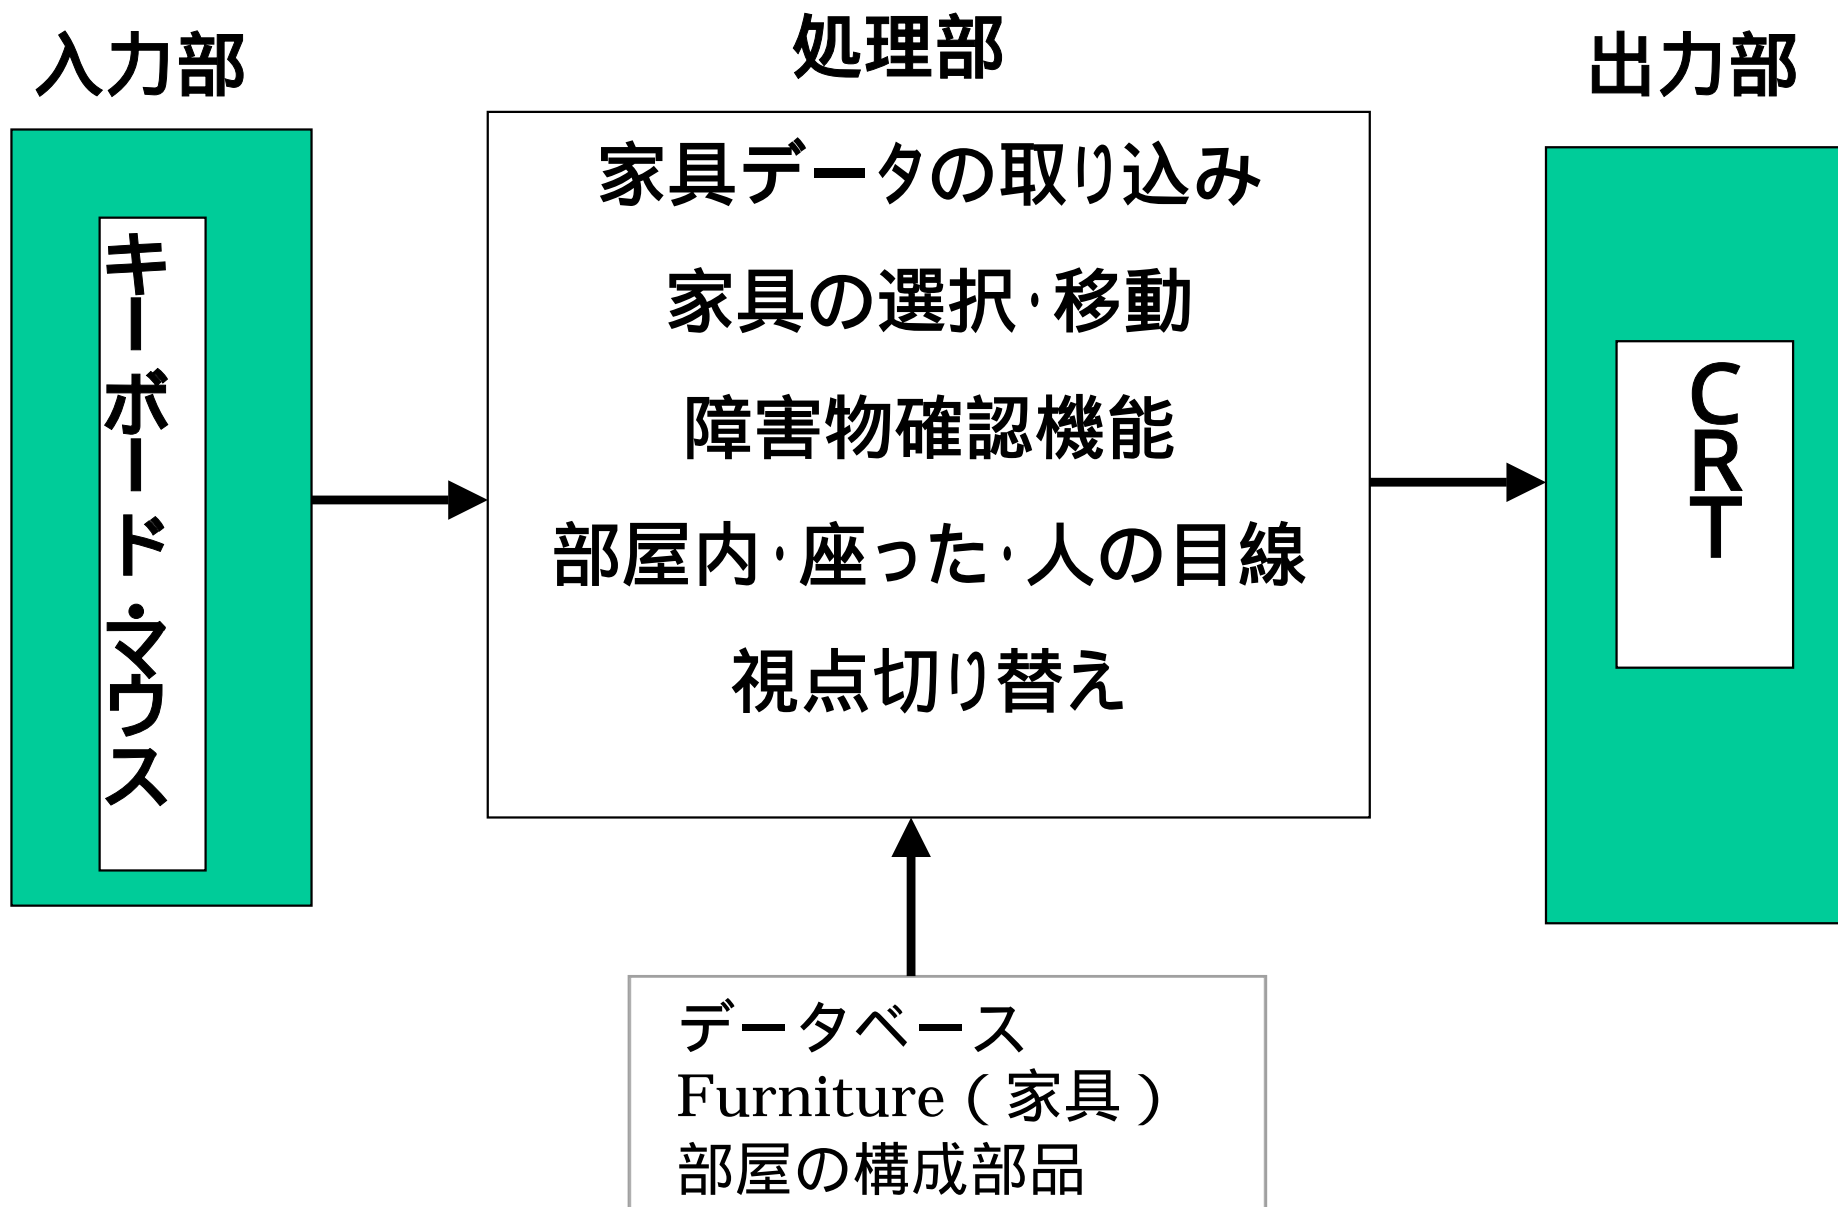 入力部
キーボード・マウス
処理部
家具データの取り込み
家具の選択・移動
障害物確認機能
部屋内・座った・人の目線
視点切り替え
出力部
CRT
データベース
Furniture（家具）
部屋の構成部品